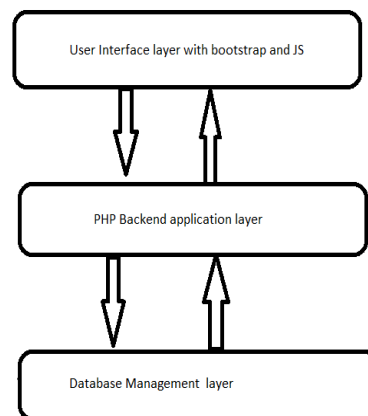 User Interface layer with bootstrap and JS
PHP Backend application layer
Database Management layer